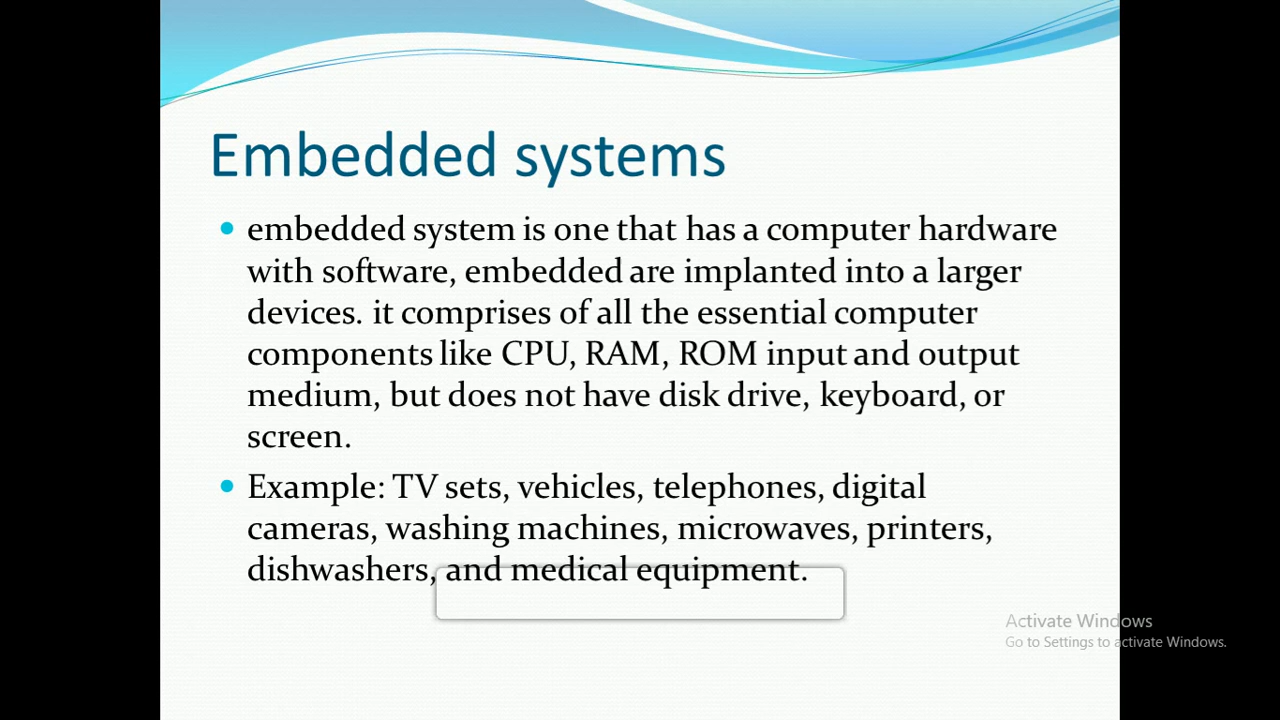 Embedded systems
embedded system is one that has a computer hardware
with software, embedded are implanted into a larger
devices. it comprises of all the essential computer
components like CPU, RAM, ROM input and output
medium, but does not have disk drive, keyboard, or
screen.
Example: TV sets, vehicles, telephones, digital
cameras, washing machines, microwaves, printers,
dishwashers, and medical equipment.
Activate Windows
Go to Settings to activate Windows.